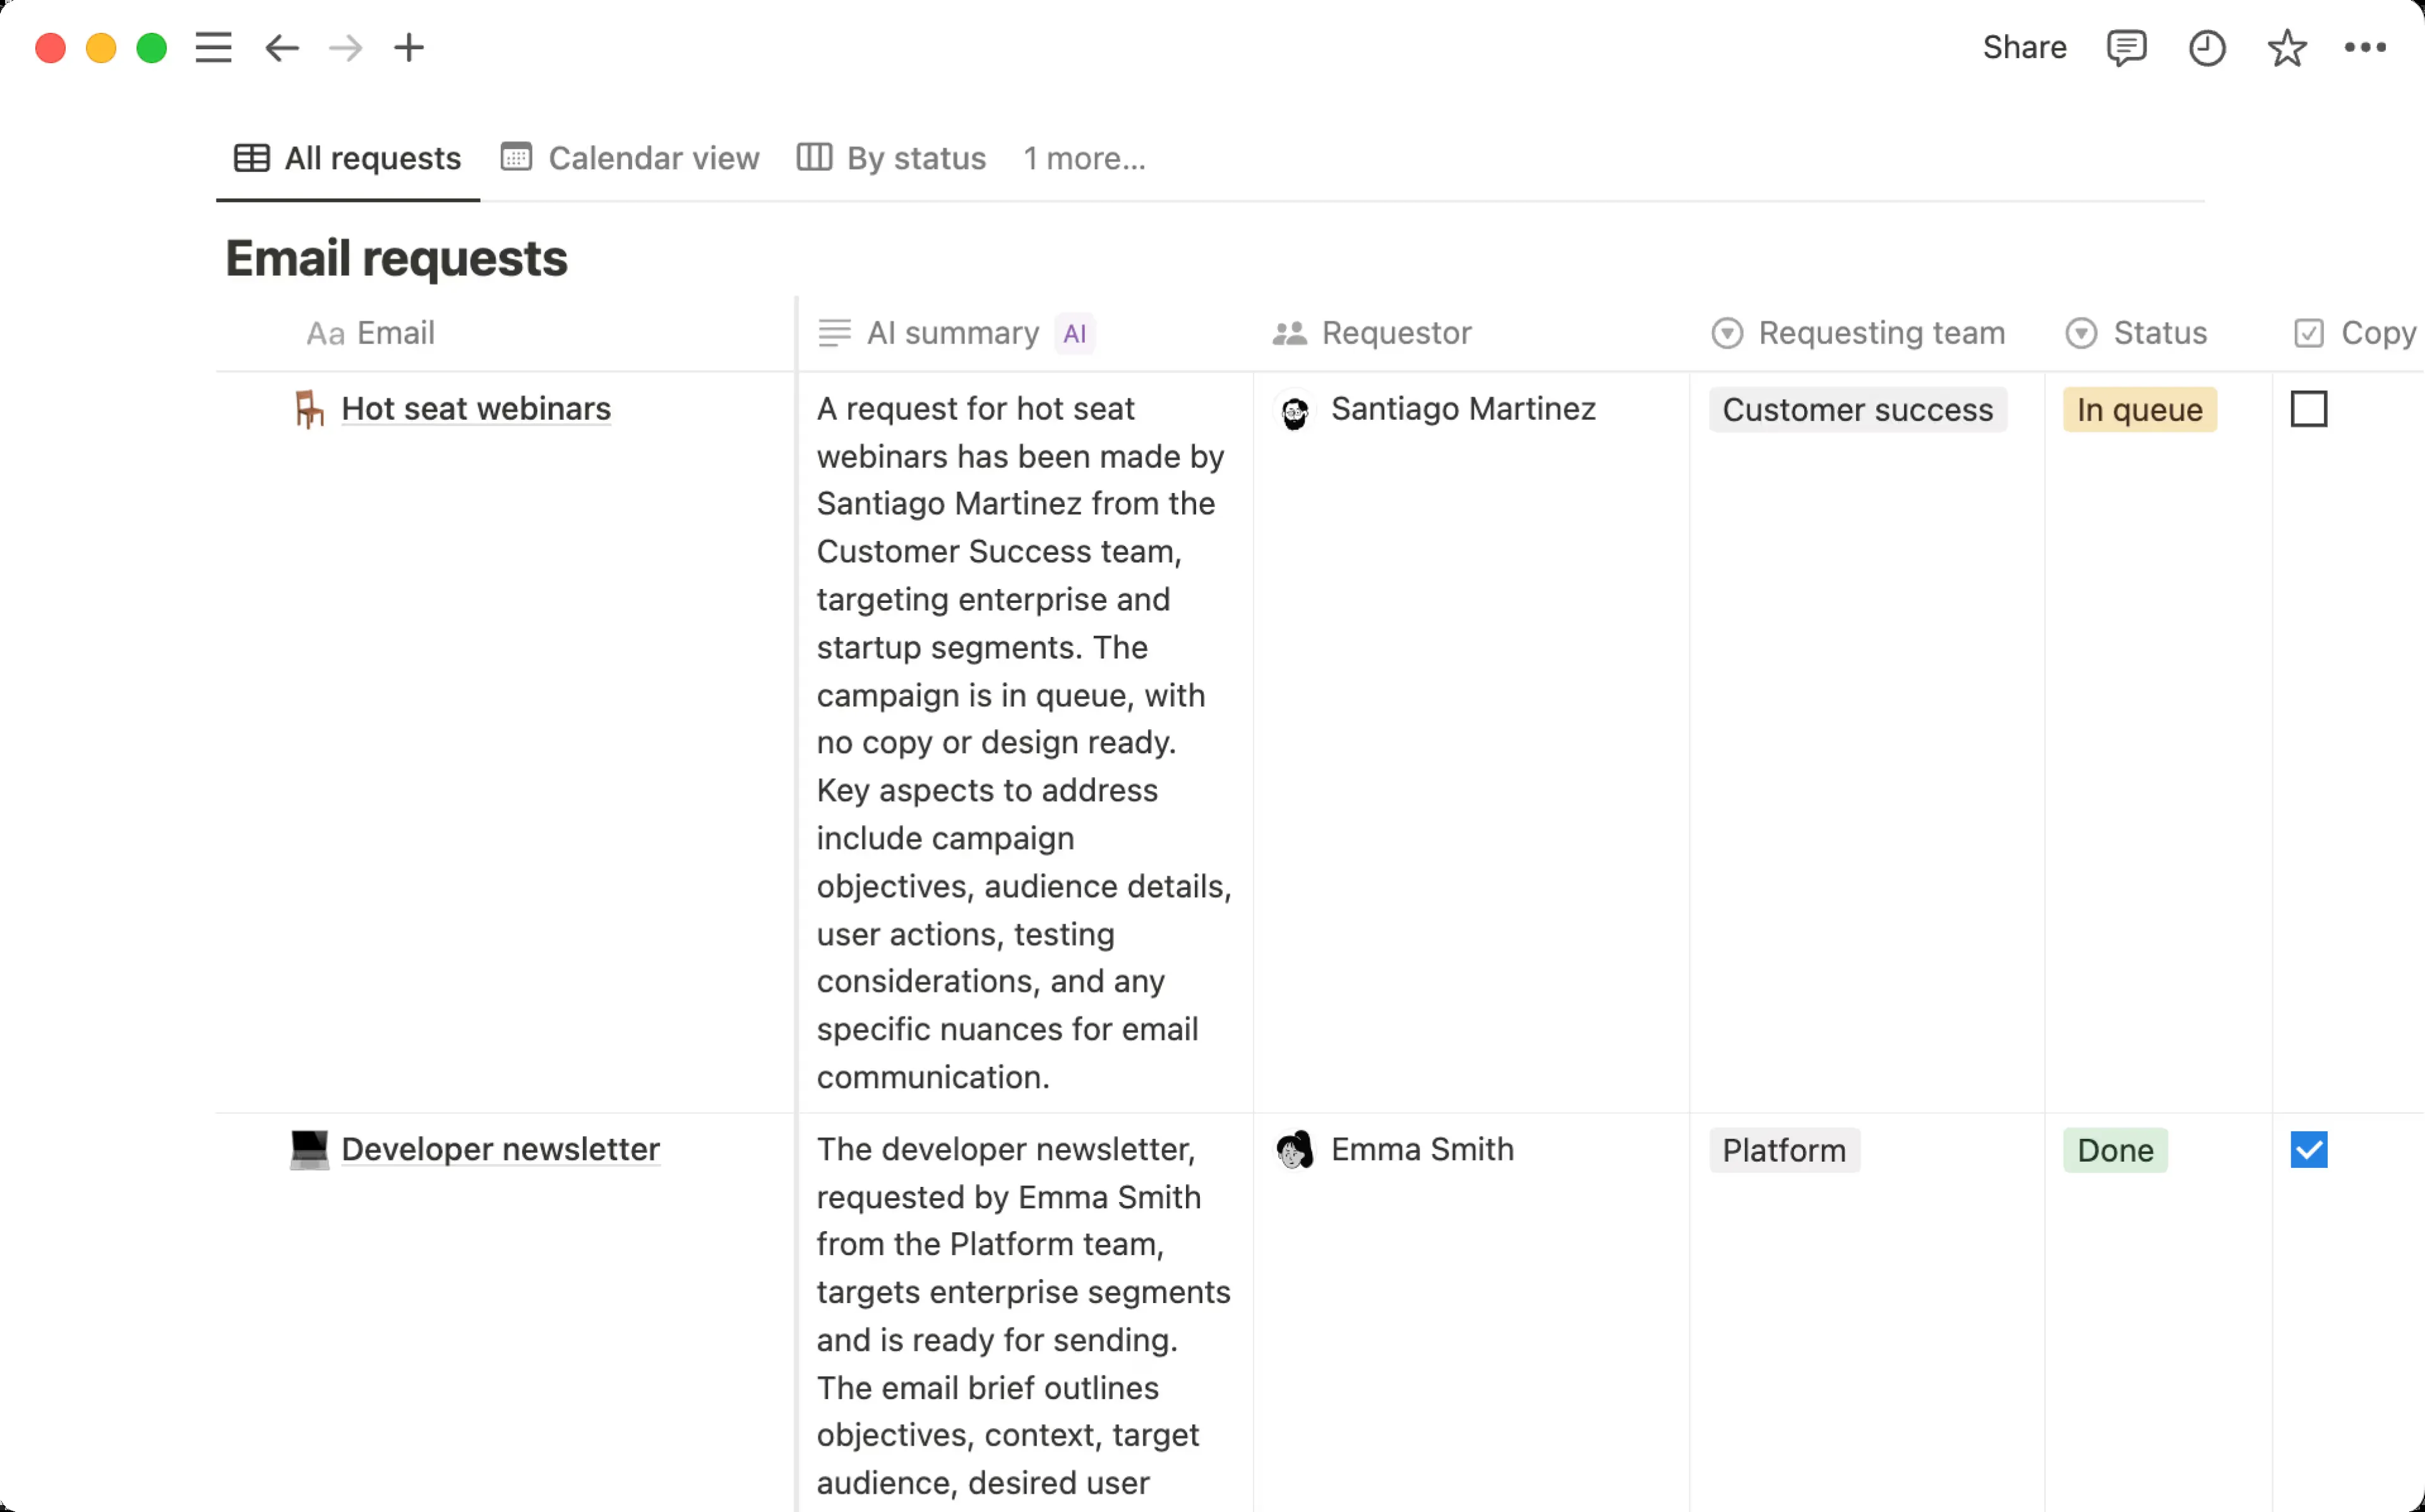 Share
All requests Calendar view By status 1 more...
Email requests
Aa Email AI summary AI Requestor Requesting team Status Copy
Hot seat webinars
A request for hot seat
webinars has been made by
Santiago Martinez from the
Customer Success team,
targeting enterprise and
startup segments. The
campaign is in queue, with
no copy or design ready.
Key aspects to address
include campaign
objectives, audience details,
user actions, testing
considerations, and any
specific nuances for email
communication.
Santiago Martinez
Customer success
In queue
Developer newsletter
The developer newsletter,
requested by Emma Smith
from the Platform team,
targets enterprise segments
and is ready for sending.
The email brief outlines
objectives, context, target
audience, desired user
Emma Smith
Platform
Done